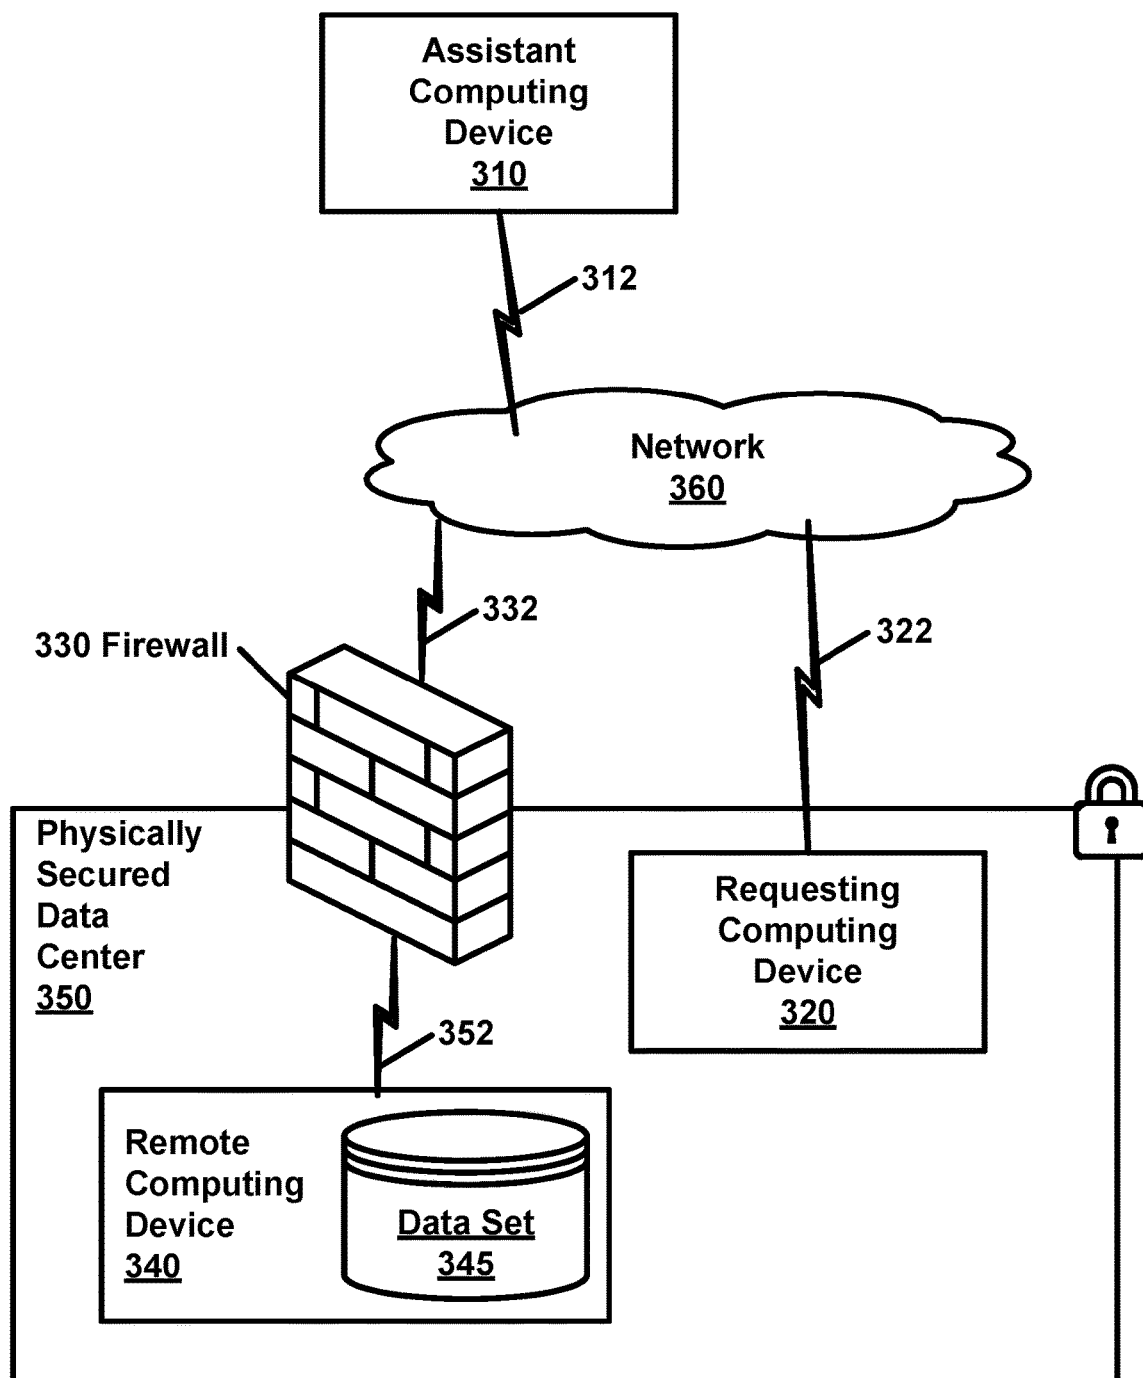 Assistant
Computing
Device
310
312
Network
360
332
322
330 Firewall
Physically
Secured
Data
Center
350
Requesting
Computing
Device
320
352
Remote
Computing
Device
340
Data Set
345